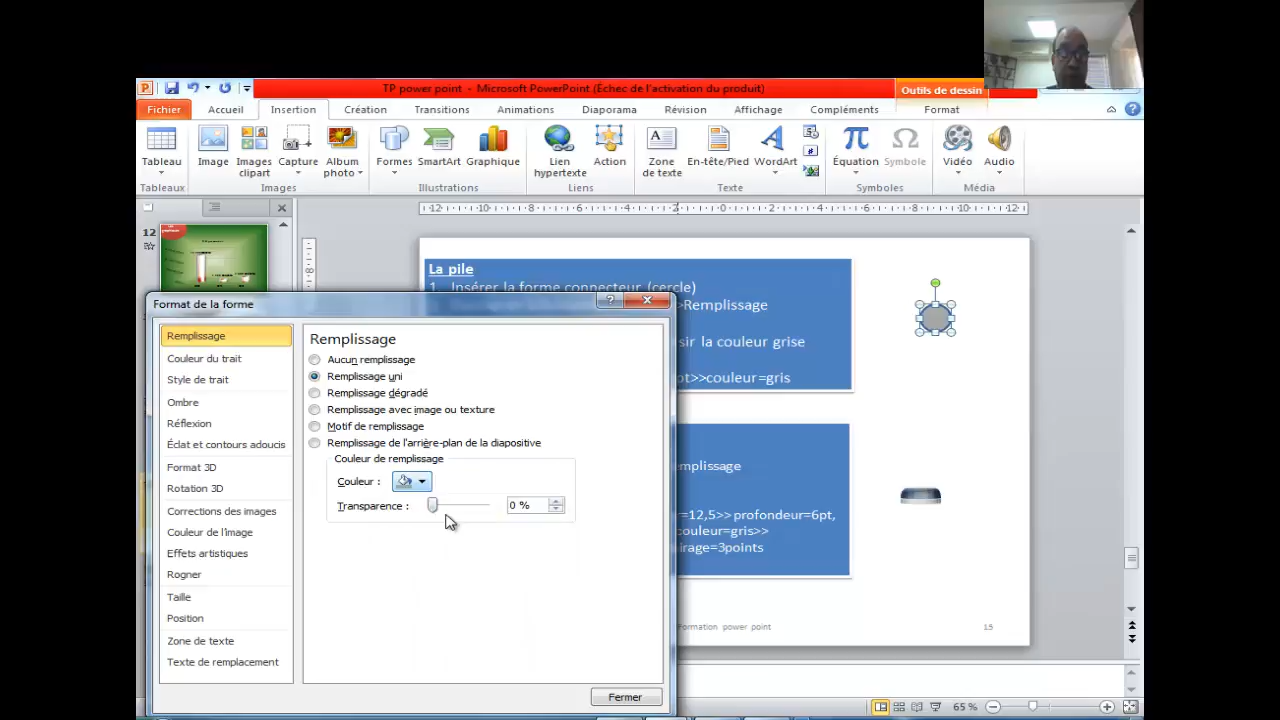 TP power point - Microsoft PowerPoint (Échec de l'activation du produit)
Outils de dessin
Fichier Accueil Insertion Création Transitions Animations Diaporama Révision Affichage Compléments Format
Tableau Image Images clipart Capture Album photo Formes SmartArt Graphique Lien hypertexte Action Zone de texte En-tête/Pied WordArt Équation Symbole Vidéo Audio
Tableaux Images Illustrations Liens Texte Symboles Média
12
La pile
1. Insérer la forme connecteur (cercle)
>Remplissage
sir la couleur grise
pt>>couleur=gris
mplissage
r=12,5>> profondeur=6pt,
couleur=gris>>
irage=3points
Formation power point
Format de la forme
Remplissage
Couleur du trait
Style de trait
Ombre
Réflexion
Éclat et contours adoucis
Format 3D
Rotation 3D
Corrections des images
Couleur de l'image
Effets artistiques
Rogner
Taille
Position
Zone de texte
Texte de remplacement
Remplissage
Aucun remplissage
Remplissage uni
Remplissage dégradé
Remplissage avec image ou texture
Motif de remplissage
Remplissage de l'arrière-plan de la diapositive
Couleur de remplissage
Couleur :
Transparence : 0 %
Fermer
65 %